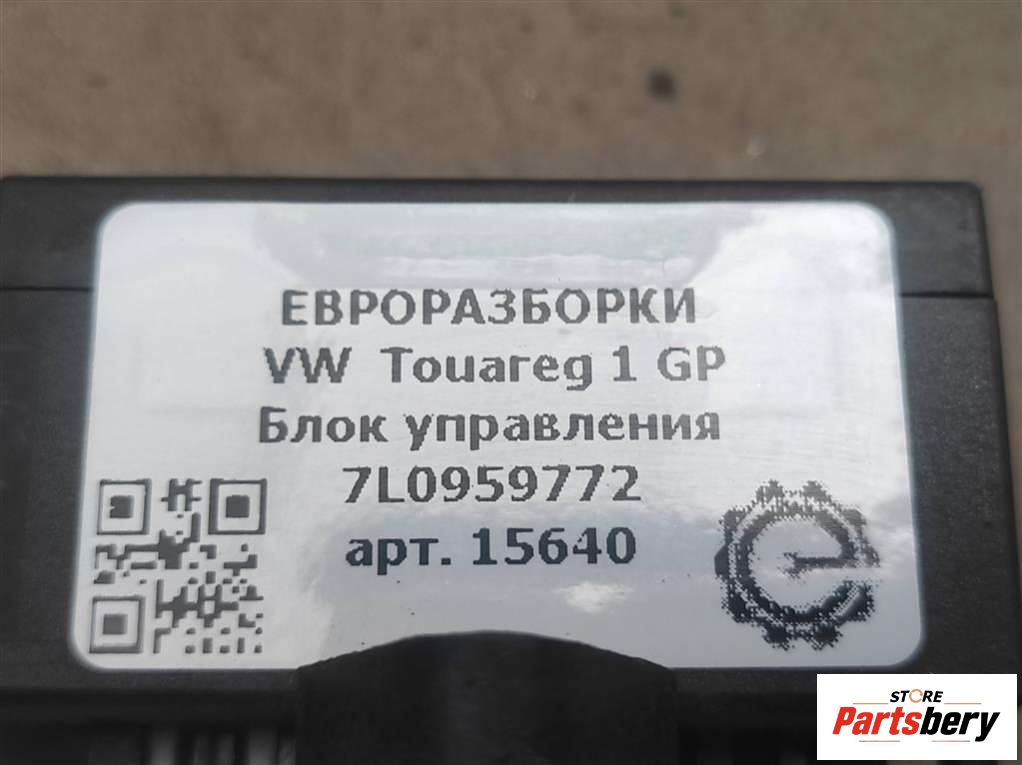 ЕВРОРАЗБОРКИ
VW Touareg 1 GP
Блок управления
7L0959772
арт. 15640
STORE
Partsbery